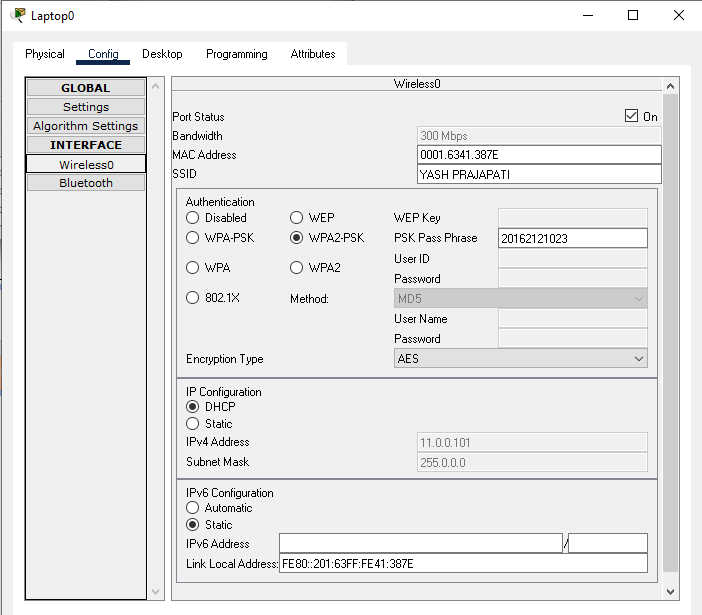 Laptop0
Physical Config Desktop Programming Attributes
GLOBAL
Settings
Algorithm Settings
INTERFACE
Wireless0
Bluetooth
Wireless0
Port Status On
Bandwidth 300 Mbps
MAC Address 0001.6341.387E
SSID YASH PRAJAPATI
Authentication
Disabled WEP WEP Key
WPA-PSK WPA2-PSK PSK Pass Phrase 20162121023
User ID
WPA WPA2 Password
802.1X Method: MD5
User Name
Password
Encryption Type AES
IP Configuration
DHCP
Static
IPv4 Address 11.0.0.101
Subnet Mask 255.0.0.0
IPv6 Configuration
Automatic
Static
IPv6 Address /
Link Local Address: FE80::201:63FF:FE41:387E